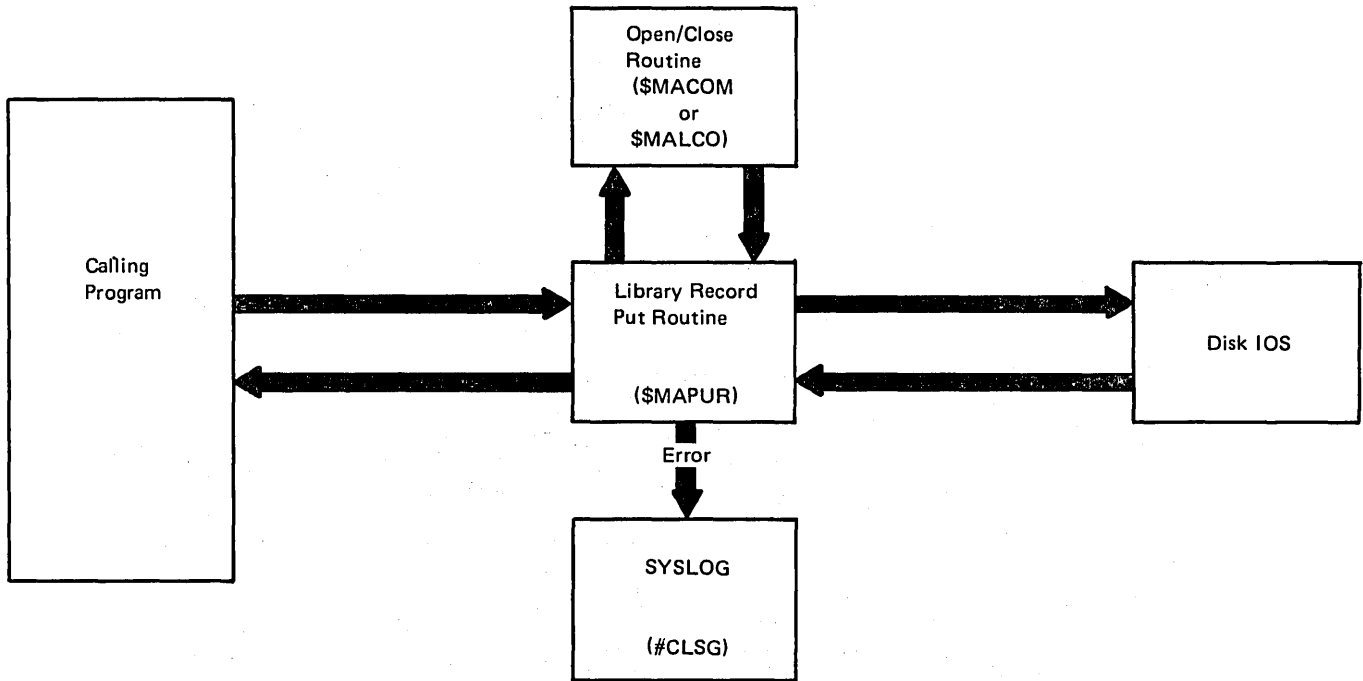 Open/Close
Routine
($MACOM
or
$MALCO)
Calling
Program
Library Record
Put Routine
($MAPUR)
Disk IOS
Error
SYSLOG
(#CLSG)